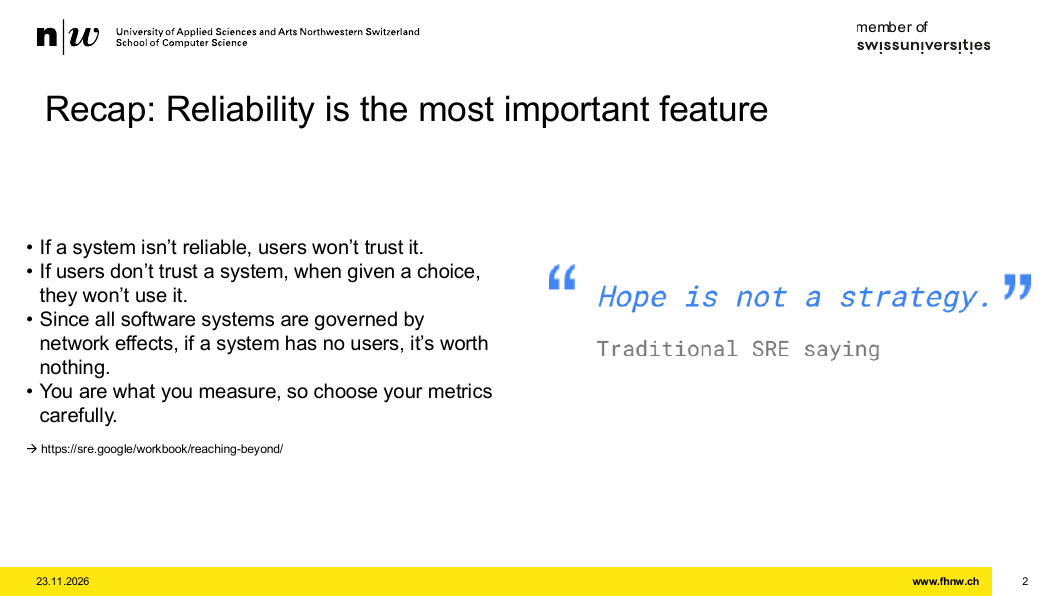 n|w University of Applied Sciences and Arts Northwestern Switzerland
School of Computer Science
member of
swissuniversities
Recap: Reliability is the most important feature
• If a system isn’t reliable, users won’t trust it.
• If users don’t trust a system, when given a choice,
they won’t use it.
• Since all software systems are governed by
network effects, if a system has no users, it’s worth
nothing.
• You are what you measure, so choose your metrics
carefully.
→ https://sre.google/workbook/reaching-beyond/
“ Hope is not a strategy. ”
Traditional SRE saying
23.11.2026
www.fhnw.ch
2